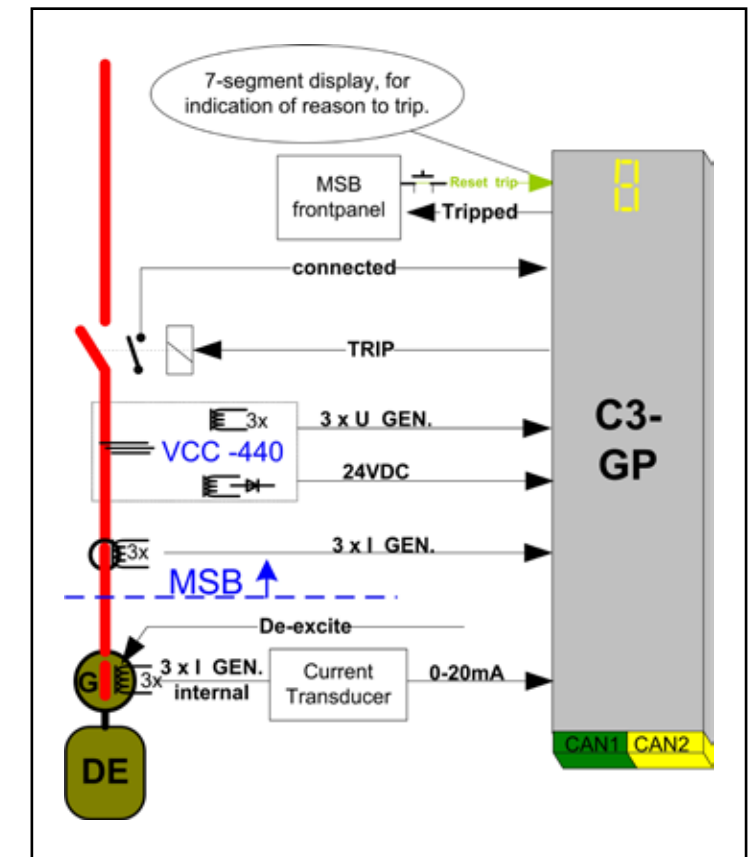 7-segment display, for
indication of reason to trip.
MSB
frontpanel
Reset trip
Tripped
connected
TRIP
C3-
GP
3x
3 x U GEN.
VCC -440
24VDC
3x
3 x I GEN.
MSB
De-excite
G
3x
3 x I GEN.
internal
Current
Transducer
0-20mA
DE
CAN1 CAN2